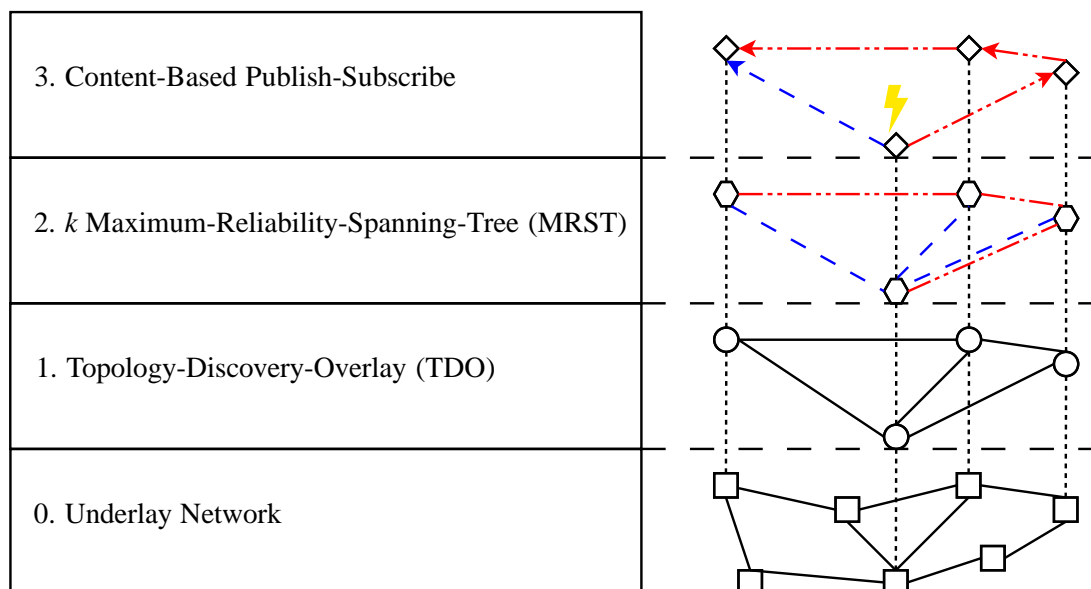 3. Content-Based Publish-Subscribe
2. k Maximum-Reliability-Spanning-Tree (MRST)
1. Topology-Discovery-Overlay (TDO)
0. Underlay Network